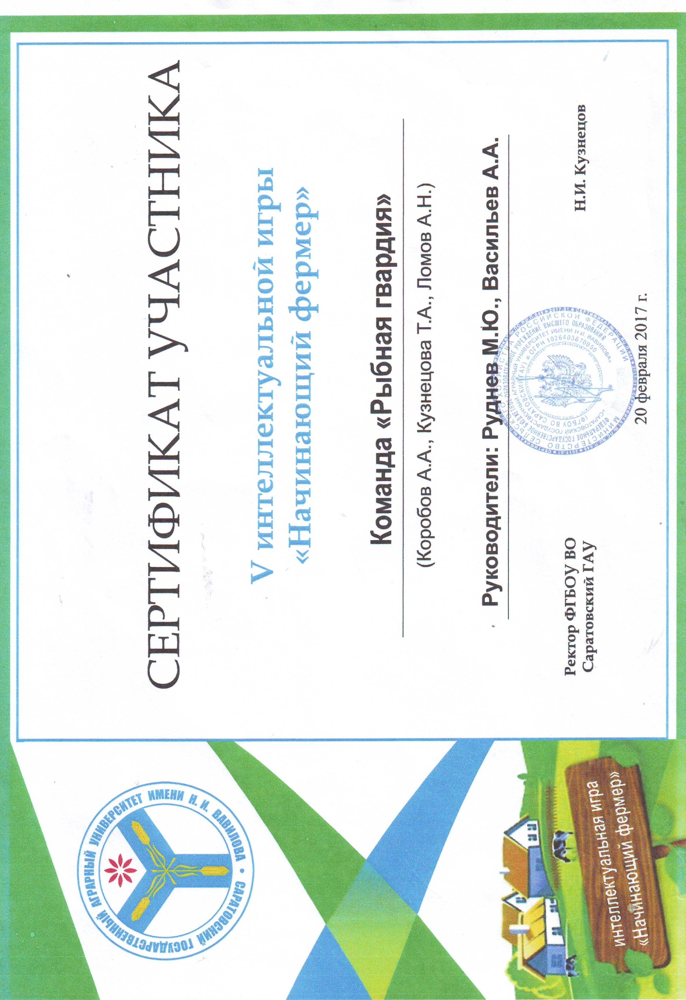 СЕРТИФИКАТ УЧАСТНИКА
V интеллектуальной игры
«Начинающий фермер»
Команда «Рыбная гвардия»
(Коробов А.А., Кузнецова Т.А., Ломов А.Н.)
Руководители: Руднев М.Ю., Васильев А.А.
Ректор ФГБОУ ВО
Саратовский ГАУ
Н.И. Кузнецов
20 февраля 2017 г.
САРАТОВСКИЙ ГОСУДАРСТВЕННЫЙ АГРАРНЫЙ УНИВЕРСИТЕТ ИМЕНИ Н. И. ВАВИЛОВА •
интеллектуальная игра
«Начинающий фермер»
МИНИСТЕРСТВО СЕЛЬСКОГО ХОЗЯЙСТВА РОССИЙСКОЙ ФЕДЕРАЦИИ
ФЕДЕРАЛЬНОЕ ГОСУДАРСТВЕННОЕ БЮДЖЕТНОЕ ОБРАЗОВАТЕЛЬНОЕ УЧРЕЖДЕНИЕ ВЫСШЕГО ОБРАЗОВАНИЯ
«САРАТОВСКИЙ ГОСУДАРСТВЕННЫЙ АГРАРНЫЙ УНИВЕРСИТЕТ ИМЕНИ Н.И. ВАВИЛОВА»
(ФГБОУ ВО САРАТОВСКИЙ ГАУ) * ОГРН 1026403670050